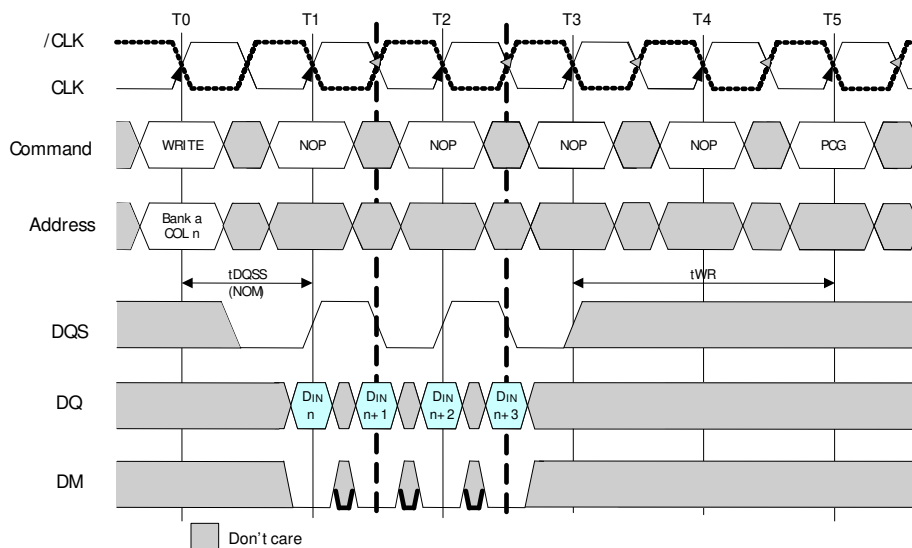 T0 T1 T2 T3 T4 T5
/CLK
CLK
Command WRITE NOP NOP NOP NOP PCG
Address Bank a
COL n
tDQSS
(NOM)
tWR
DQS
DQ DIN n DIN n+1 DIN n+2 DIN n+3
DM
Don't care